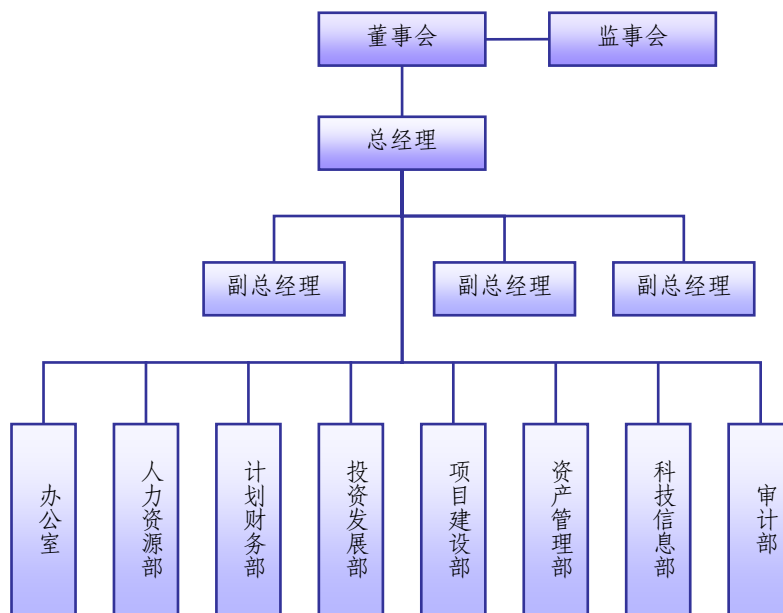 董事会
监事会
总经理
副总经理
副总经理
副总经理
办公室
人力资源部
计划财务部
投资发展部
项目建设部
资产管理部
科技信息部
审计部